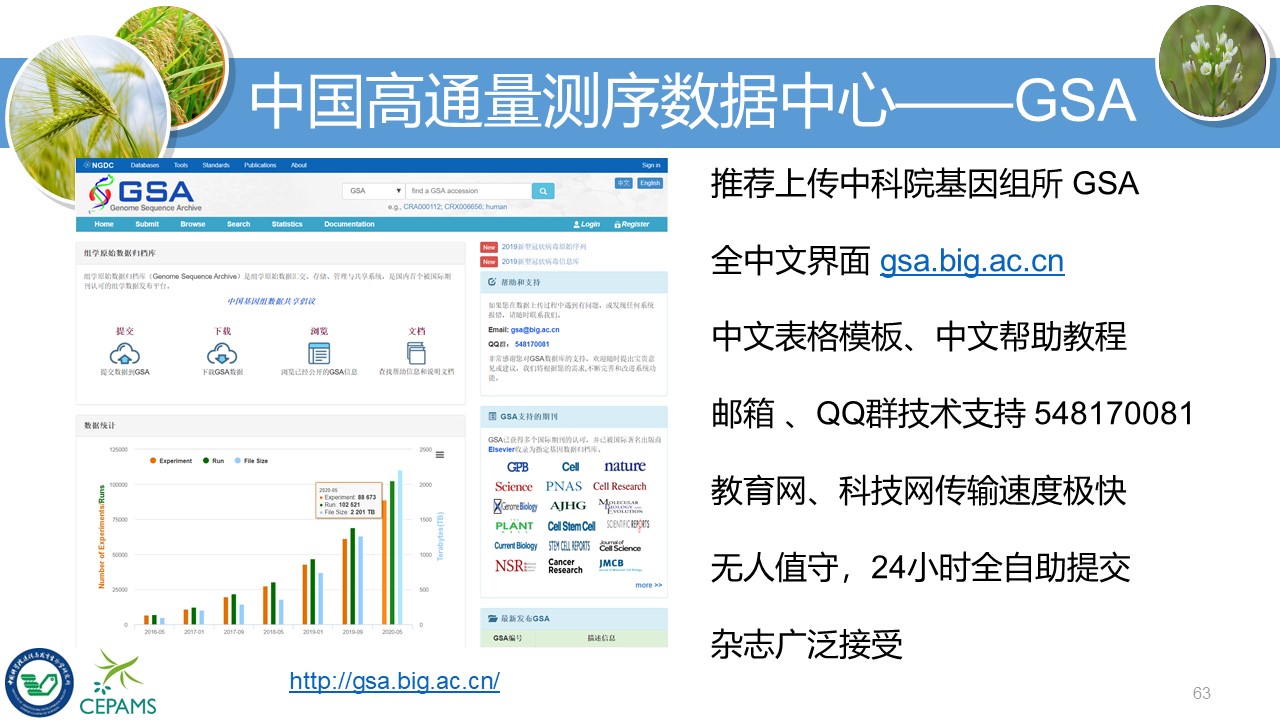 中国高通量测序数据中心——GSA
NGDC Databases Tools Standards Publications About Sign in
GSA
Genome Sequence Archive
GSA ▼ find a GSA accession
e.g., CRA000112; CRX006656; human
中文 English
Home Submit Browse Search Statistics Documentation Login Register
组学原始数据归档库
组学原始数据归档库（Genome Sequence Archive）是组学原始数据汇交、存储、管理与共享系统，是国内首个被国际期
刊认可的组学数据发布平台。
中国基因组数据共享倡议
提交 下载 浏览 文档
提交数据到GSA 下载GSA数据 浏览已经公开的GSA信息 查找帮助信息和说明文档
数据统计
Experiment Run File Size
Number of Experiments/Runs
125000
100000
75000
50000
25000
0
2020-05
Experiment: 88 673
Run: 102 521
File Size: 2 201 TB
2500
2000
1500
1000
500
0
Terabytes(TB)
2016-05 2017-01 2017-09 2018-05 2019-01 2019-09 2020-05
New 2019新型冠状病毒原始序列
New 2019新型冠状病毒信息库
帮助和支持
如果您在数据上传过程中遇到有问题，或发现任何系统
报错，请随时联系我们。
Email: gsa@big.ac.cn
QQ群： 548170081
非常感谢您对GSA数据库的支持。欢迎随时提出宝贵意
见或建议，我们将根据您的需求,不断完善和改进系统功
能。
GSA支持的期刊
GSA已获得多个国际期刊的认可，并已被国际著名出版商
Elsevier收录为指定基因数据归档库。
GPB Cell nature
Science PNAS Cell Research
Genome Biology AJHG MOLECULAR BIOLOGY AND EVOLUTION
PLANT CELL Stem Cell SCIENTIFIC REPORTS
Current Biology STEM CELL REPORTS Journal of Cell Science
NSR Cancer Research JMCB
more >>
最新发布GSA
GSA编号 描述信息
推荐上传中科院基因组所 GSA
全中文界面 gsa.big.ac.cn
中文表格模板、中文帮助教程
邮箱 、QQ群技术支持 548170081
教育网、科技网传输速度极快
无人值守，24小时全自助提交
杂志广泛接受
CEPAMS
http://gsa.big.ac.cn/
63